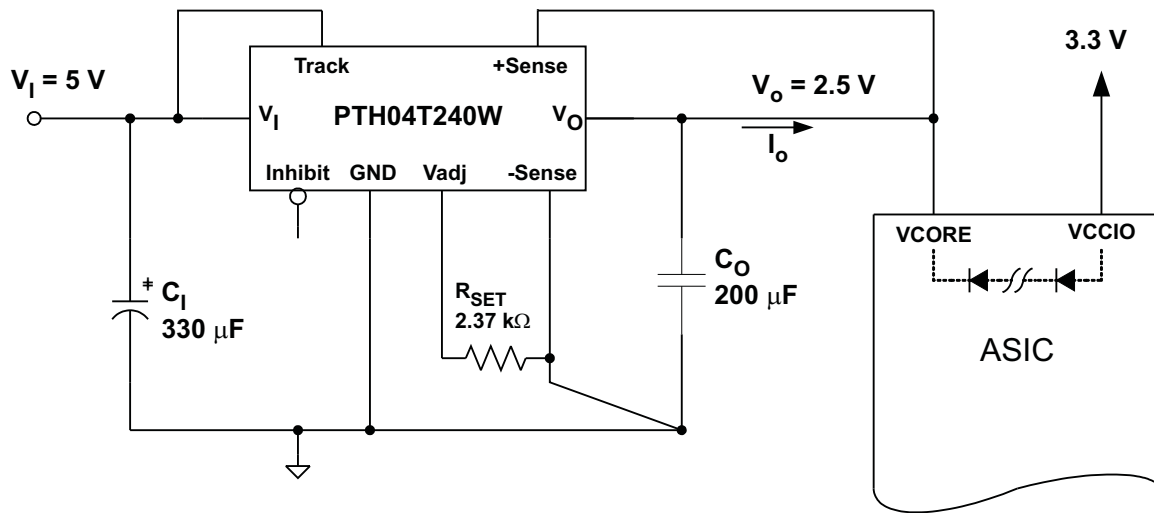 3.3 V
V_I = 5 V
Track
+Sense
V_o = 2.5 V
V_I
PTH04T240W
V_O
I_o
Inhibit
GND
Vadj
-Sense
VCORE
VCCIO
‡
C_I
330 μF
R_SET
2.37 kΩ
C_O
200 μF
ASIC